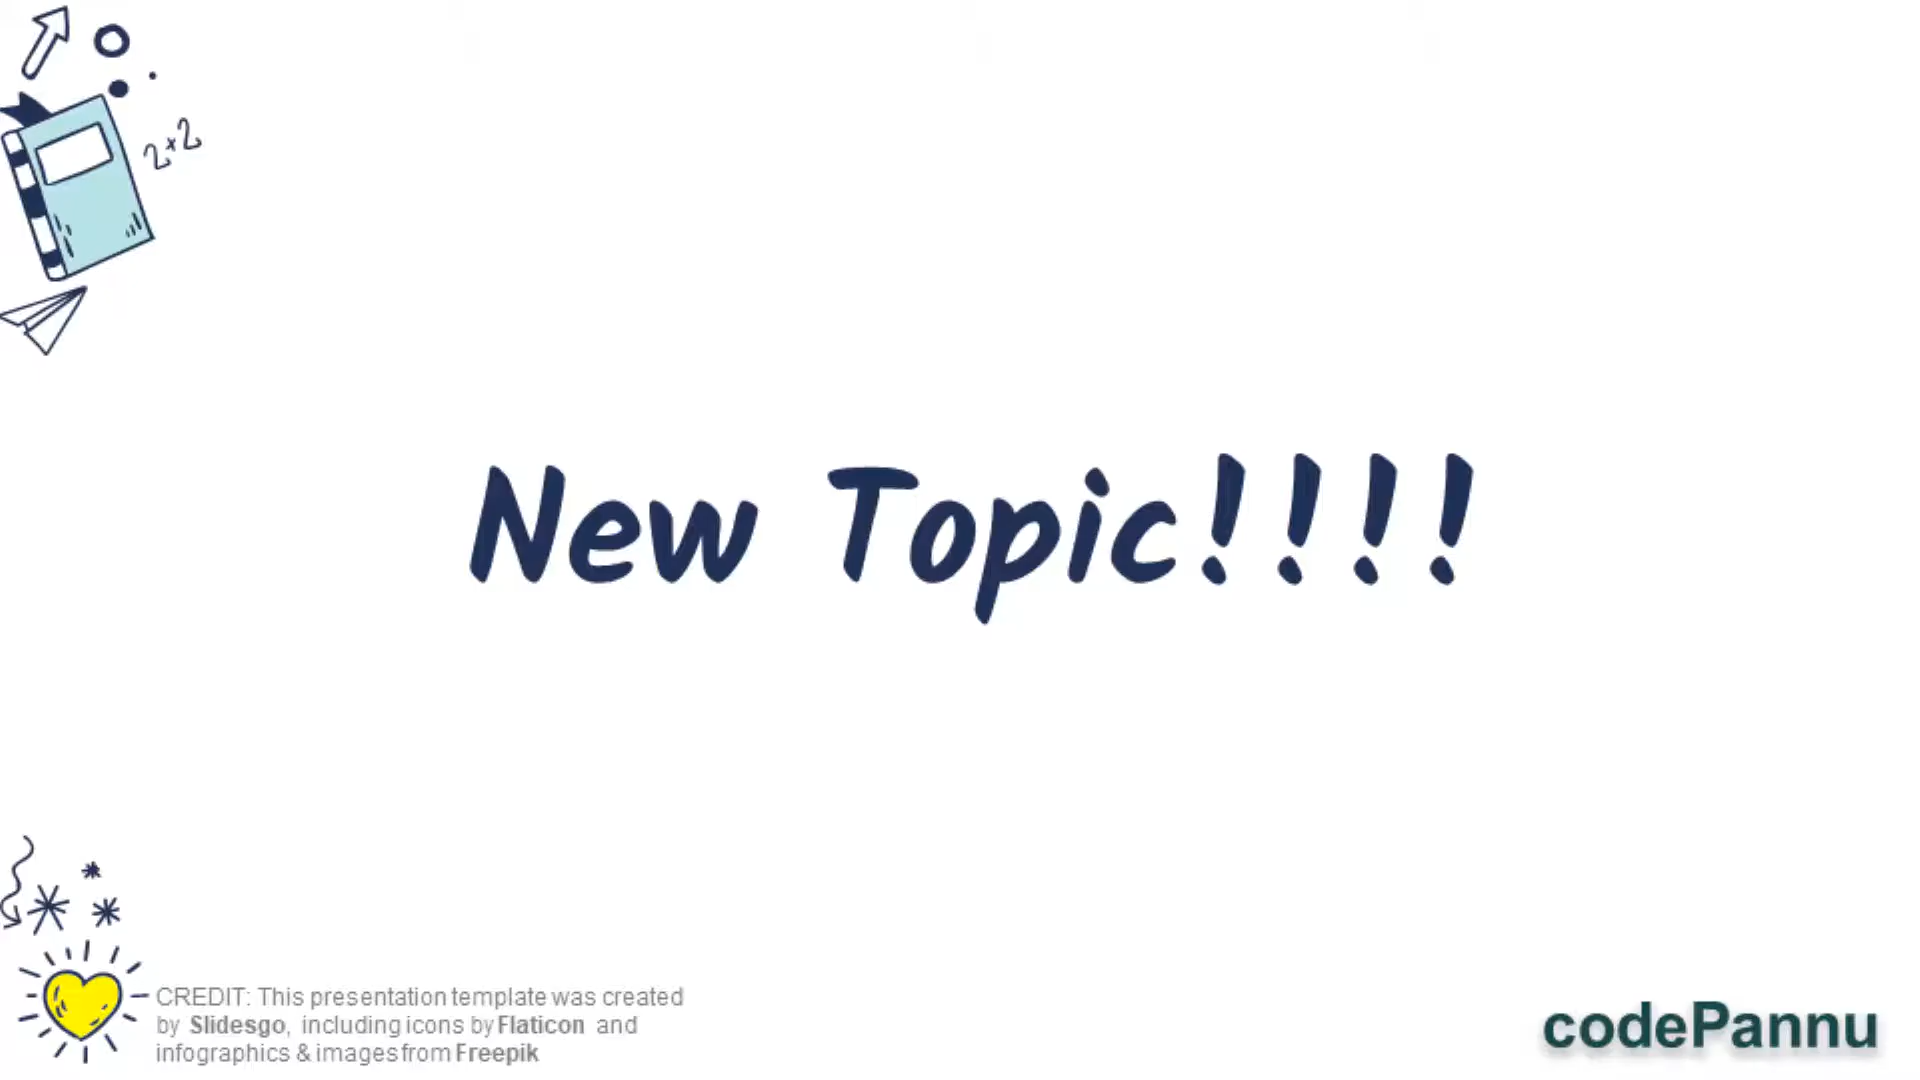 2x2
New Topic!!!!
CREDIT: This presentation template was created
by Slidesgo, including icons by Flaticon and
infographics & images from Freepik
codePannu